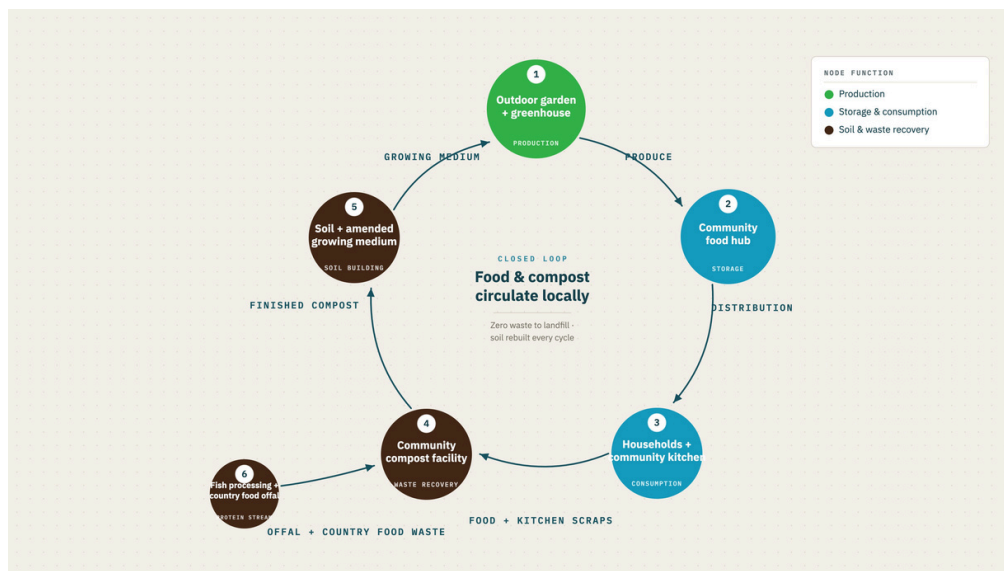 1
Outdoor garden
+ greenhouse
PRODUCTION
NODE FUNCTION
Production
Storage & consumption
Soil & waste recovery
GROWING MEDIUM
PRODUCE
5
Soil + amended
growing medium
SOIL BUILDING
2
Community
food hub
STORAGE
CLOSED LOOP
Food & compost
circulate locally
Zero waste to landfill ·
soil rebuilt every cycle
FINISHED COMPOST
DISTRIBUTION
4
Community
compost facility
WASTE RECOVERY
3
Households +
community kitchen
CONSUMPTION
6
Fish processing +
country food offal
PROTEIN STREAM
FOOD + KITCHEN SCRAPS
OFFAL + COUNTRY FOOD WASTE